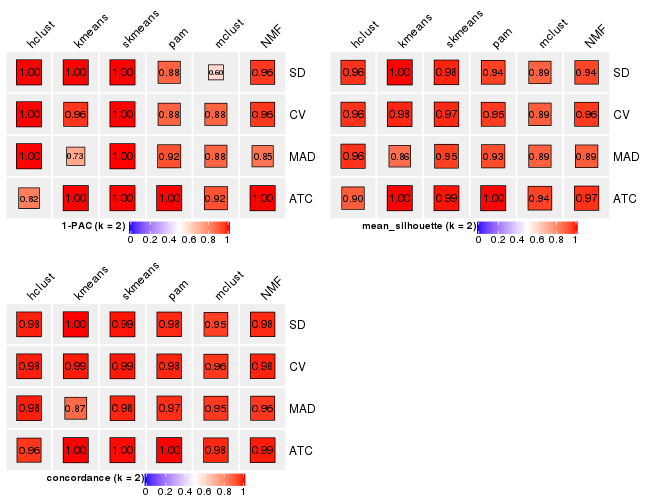 hclust kmeans skmeans pam mclust NMF
1.00 1.00 1.00 0.88 0.60 0.96 SD
1.00 0.96 1.00 0.88 0.88 0.96 CV
1.00 0.73 1.00 0.92 0.88 0.85 MAD
0.82 1.00 1.00 1.00 0.92 1.00 ATC
1-PAC (k = 2)
0 0.2 0.4 0.6 0.8 1
hclust kmeans skmeans pam mclust NMF
0.96 1.00 0.98 0.94 0.89 0.94 SD
0.96 0.98 0.97 0.95 0.89 0.96 CV
0.96 0.86 0.95 0.93 0.89 0.89 MAD
0.90 1.00 0.99 1.00 0.94 0.97 ATC
mean_silhouette (k = 2)
0 0.2 0.4 0.6 0.8 1
hclust kmeans skmeans pam mclust NMF
0.98 1.00 0.99 0.98 0.95 0.98 SD
0.98 0.99 0.99 0.98 0.96 0.98 CV
0.98 0.87 0.98 0.97 0.95 0.96 MAD
0.96 1.00 1.00 1.00 0.98 0.99 ATC
concordance (k = 2)
0 0.2 0.4 0.6 0.8 1